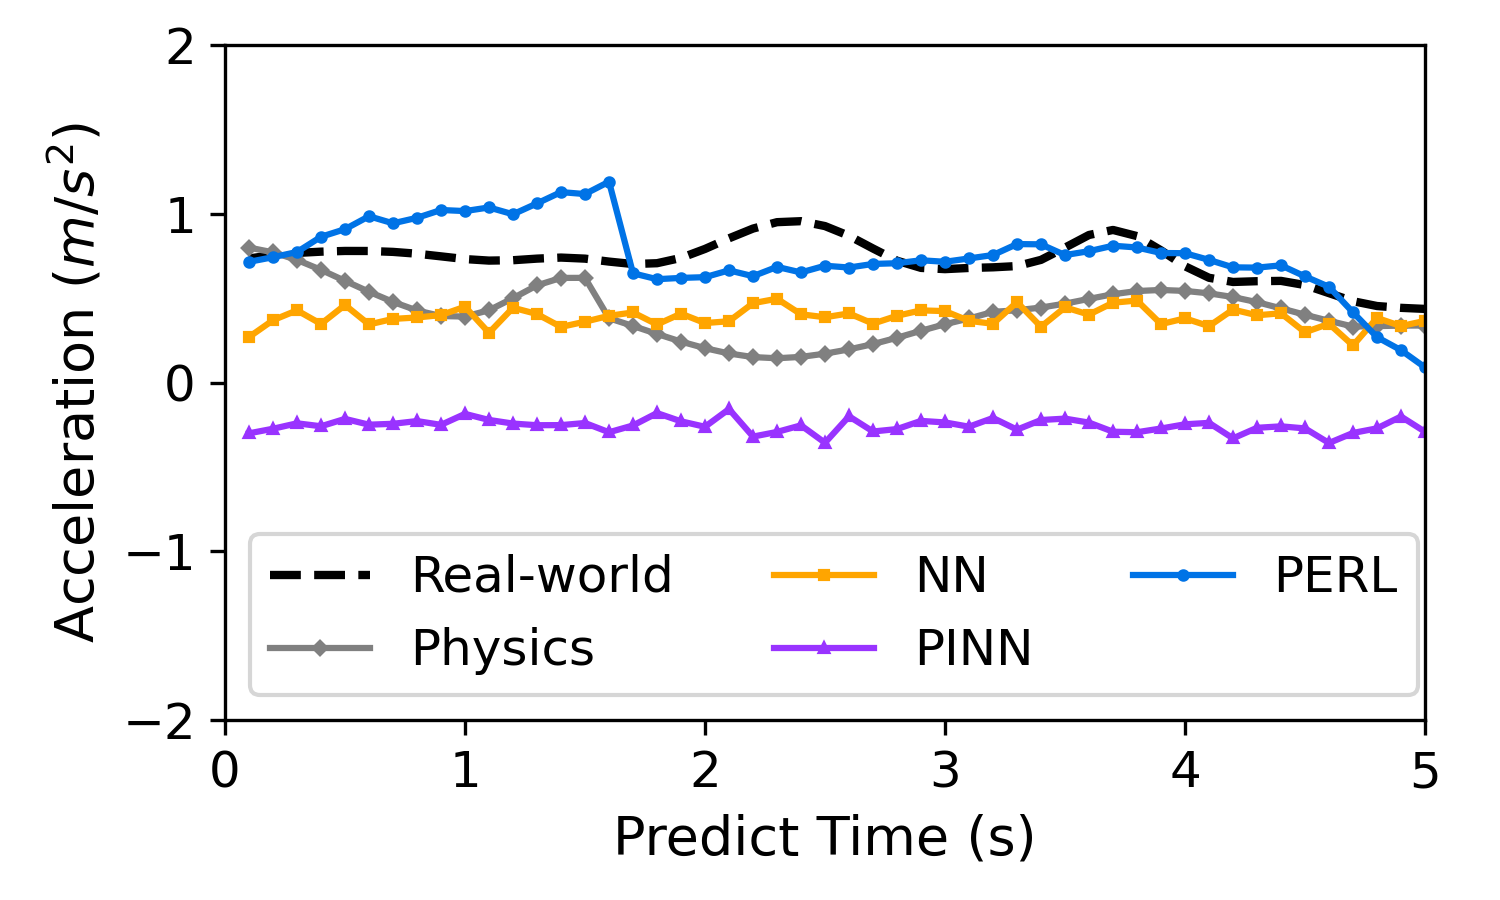 2
1
0
−1
−2
Acceleration (m/s²)
Real-world
Physics
NN
PINN
PERL
0 1 2 3 4 5
Predict Time (s)